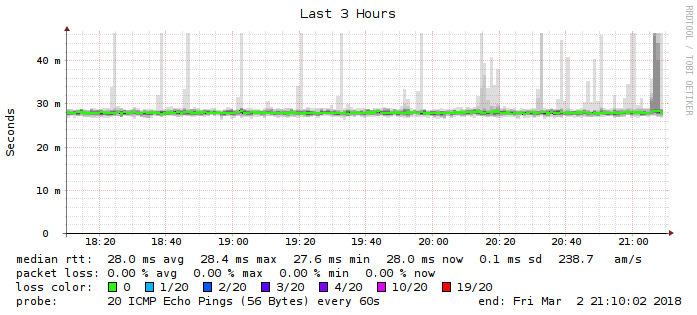 Last 3 Hours
RRDTOOL / TOBI OETIKER
Seconds
40 m
30 m
20 m
10 m
0
18:20 18:40 19:00 19:20 19:40 20:00 20:20 20:40 21:00
median rtt: 28.0 ms avg 28.4 ms max 27.6 ms min 28.0 ms now 0.1 ms sd 238.7 am/s
packet loss: 0.00 % avg 0.00 % max 0.00 % min 0.00 % now
loss color: 0 1/20 2/20 3/20 4/20 10/20 19/20
probe: 20 ICMP Echo Pings (56 Bytes) every 60s end: Fri Mar 2 21:10:02 2018